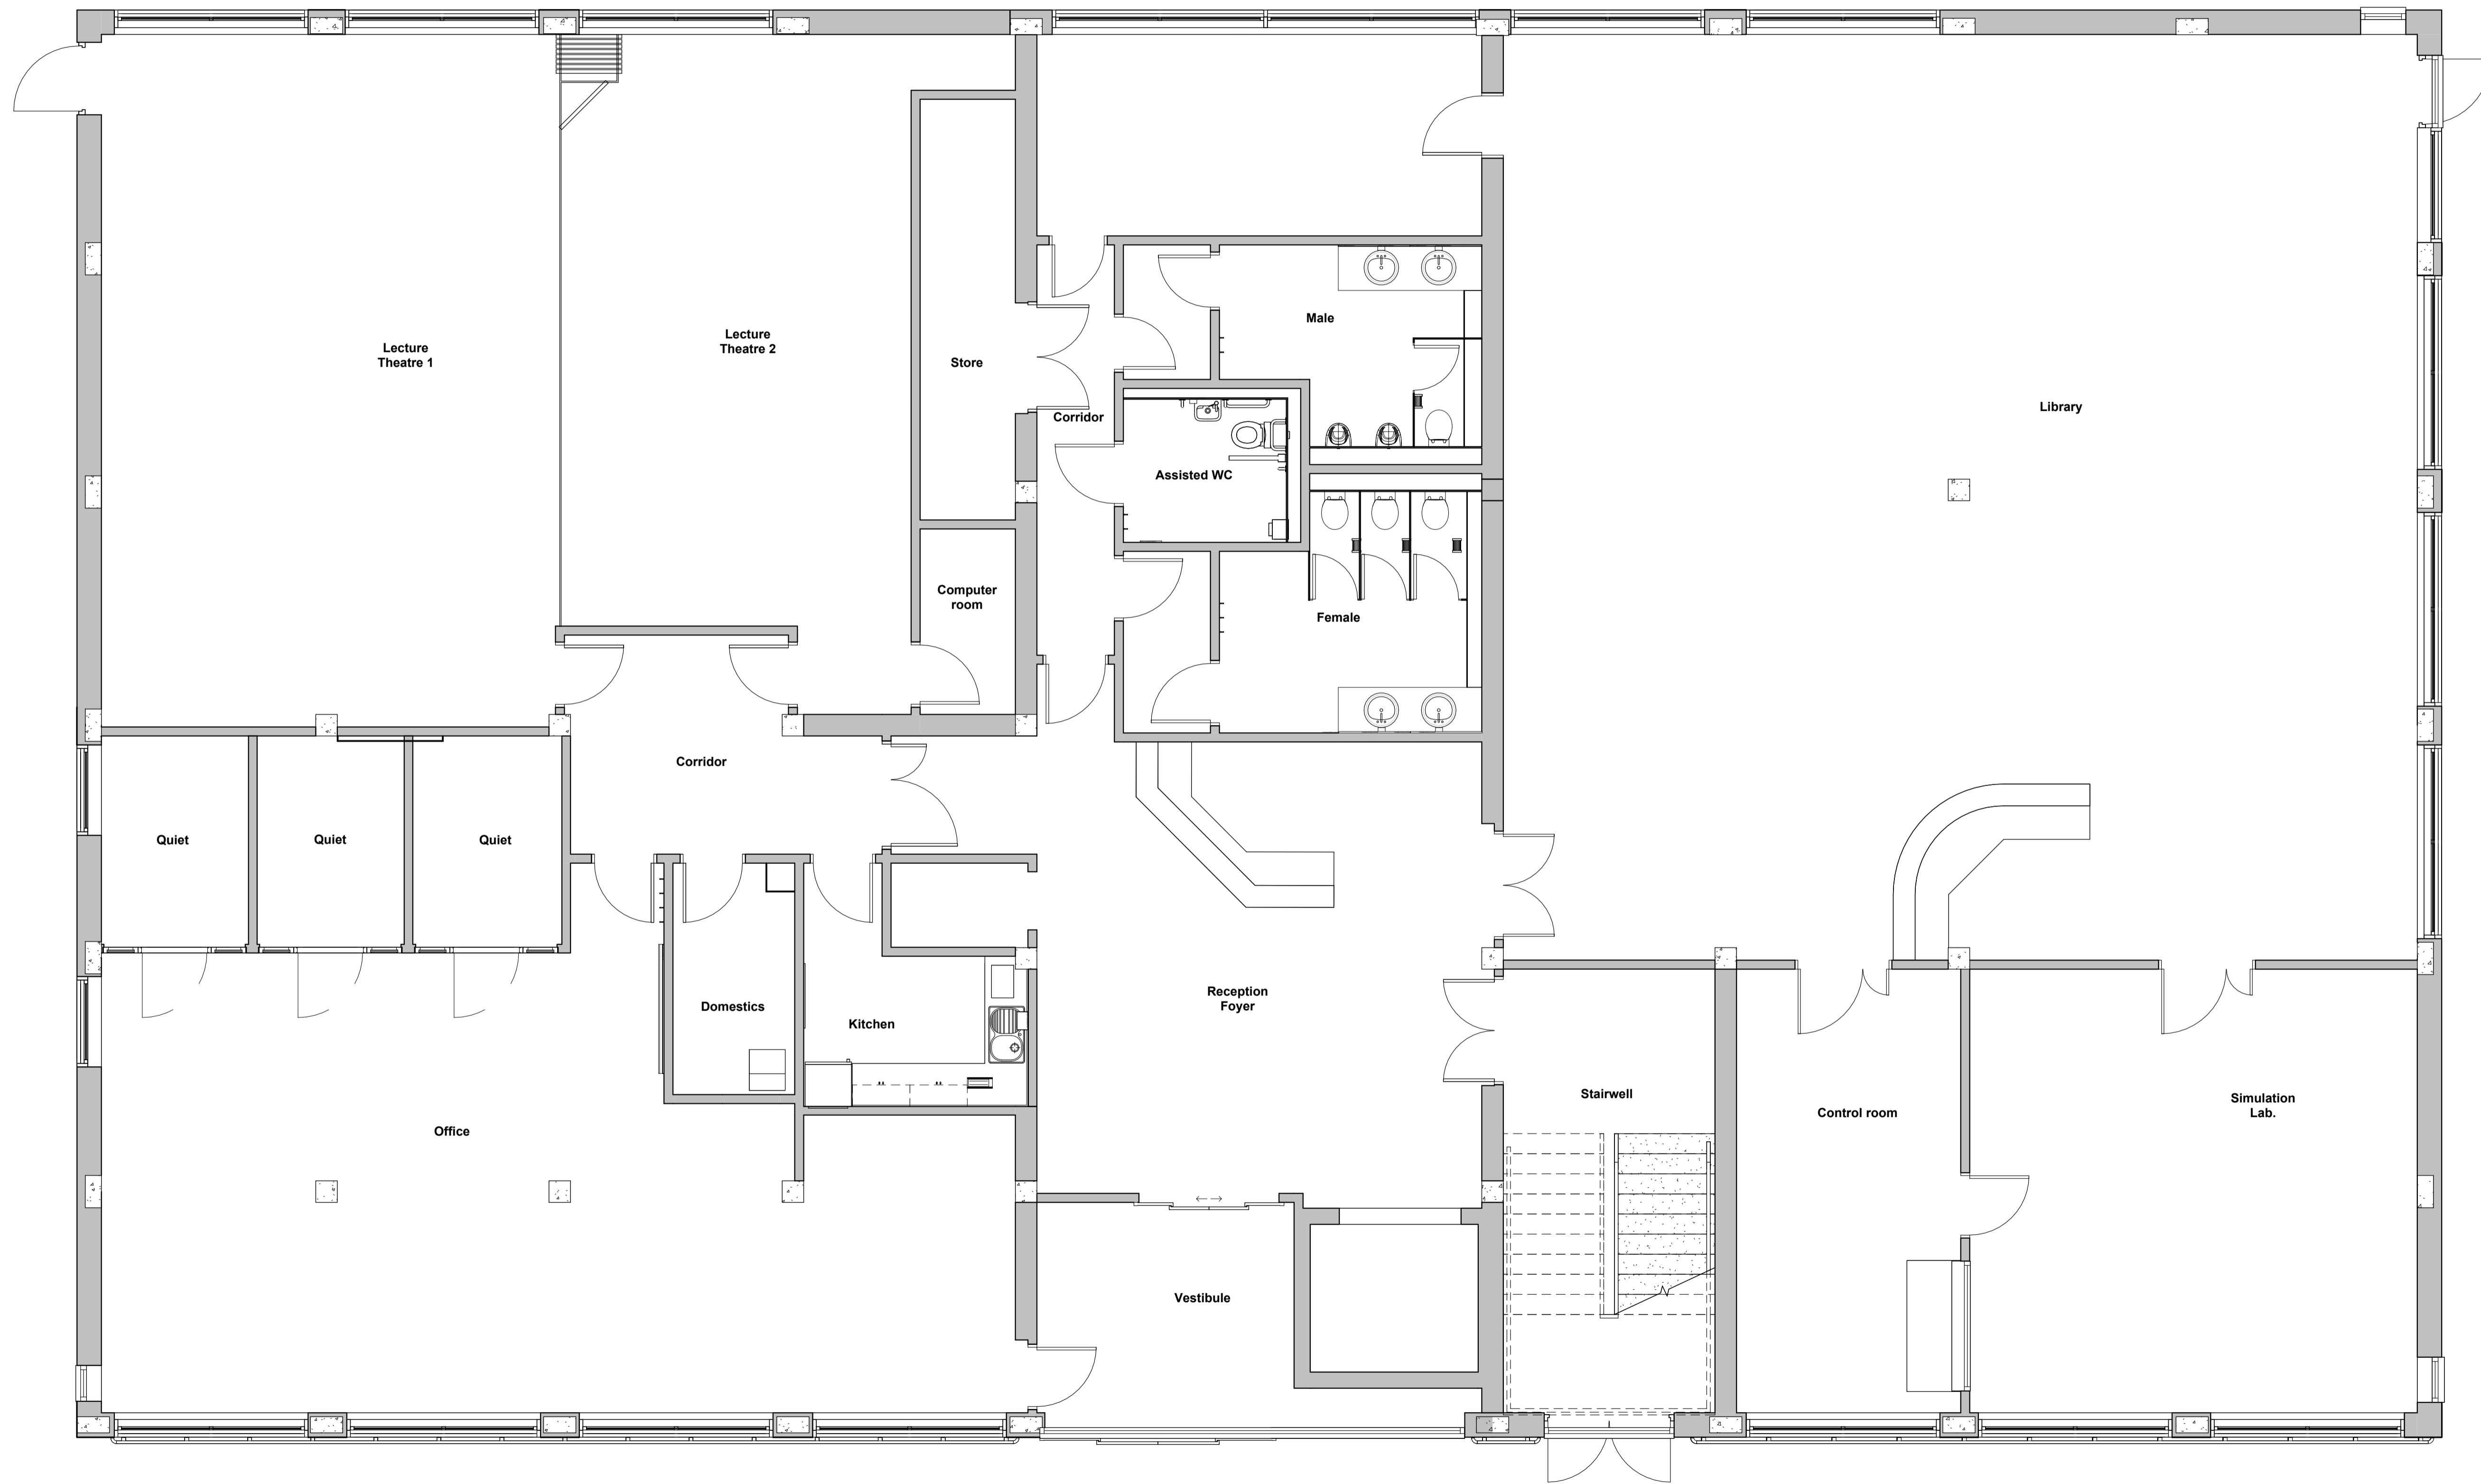 Lecture
Theatre 1
Lecture
Theatre 2
Store
Male
Corridor
Library
Assisted WC
Computer
room
Female
Corridor
Quiet
Quiet
Quiet
Reception
Foyer
Domestics
Kitchen
Stairwell
Control room
Simulation
Lab.
Office
Vestibule